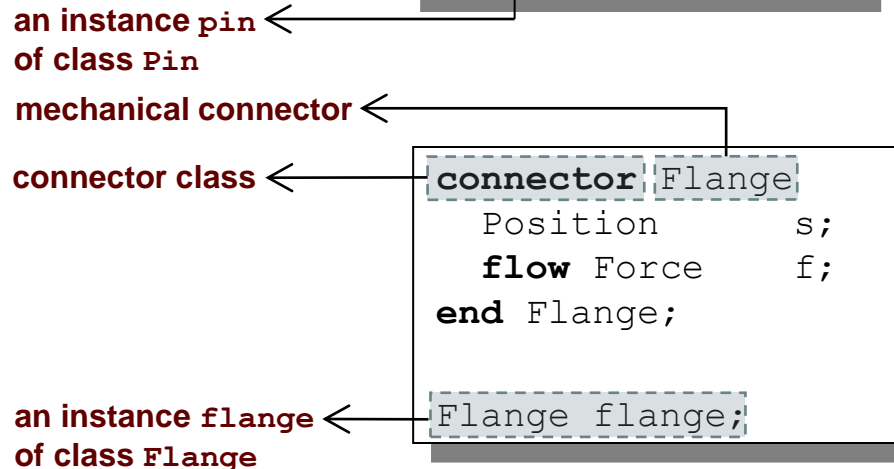 an instance pin
of class Pin
mechanical connector
connector class
connector Flange
Position s;
flow Force f;
end Flange;
Flange flange;
an instance flange
of class Flange